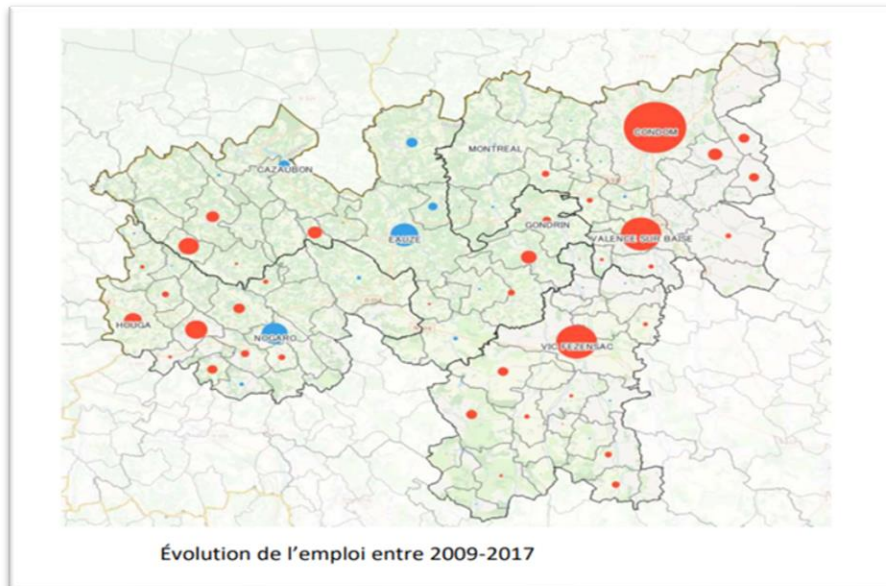 CONDOM
MONTREAL
CAZAUBON
GONDRIN
EAUZE
VALENCE SUR BAISE
HOUGA
NOGARO
VIC FEZENSAC
Évolution de l'emploi entre 2009-2017